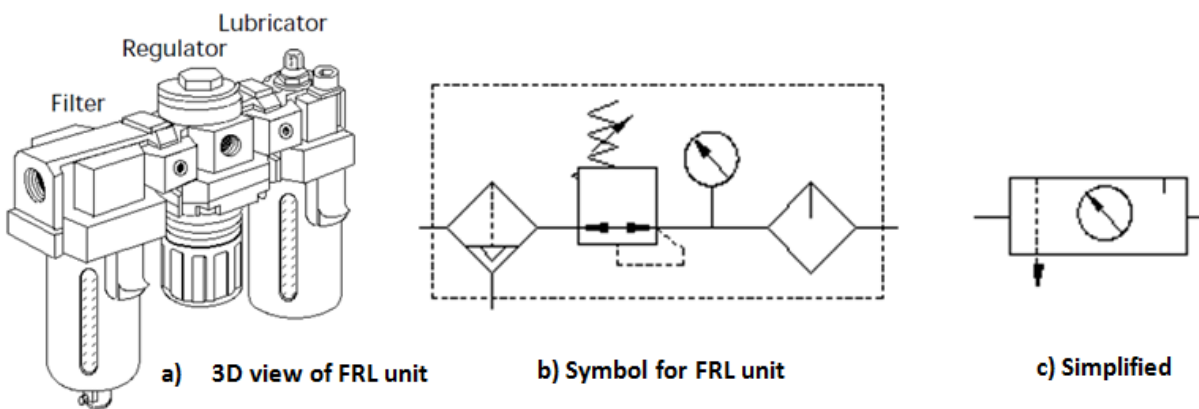 Lubricator
Regulator
Filter
a) 3D view of FRL unit
b) Symbol for FRL unit
c) Simplified